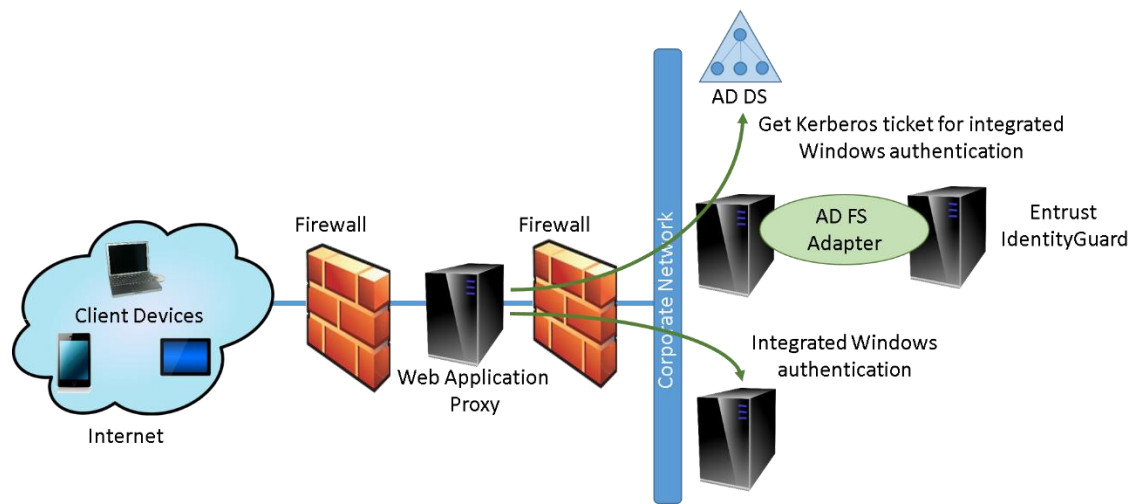 AD DS
Get Kerberos ticket for integrated
Windows authentication
Firewall
Firewall
AD FS
Adapter
Entrust
IdentityGuard
Client Devices
Corporate Network
Integrated Windows
authentication
Web Application
Proxy
Internet